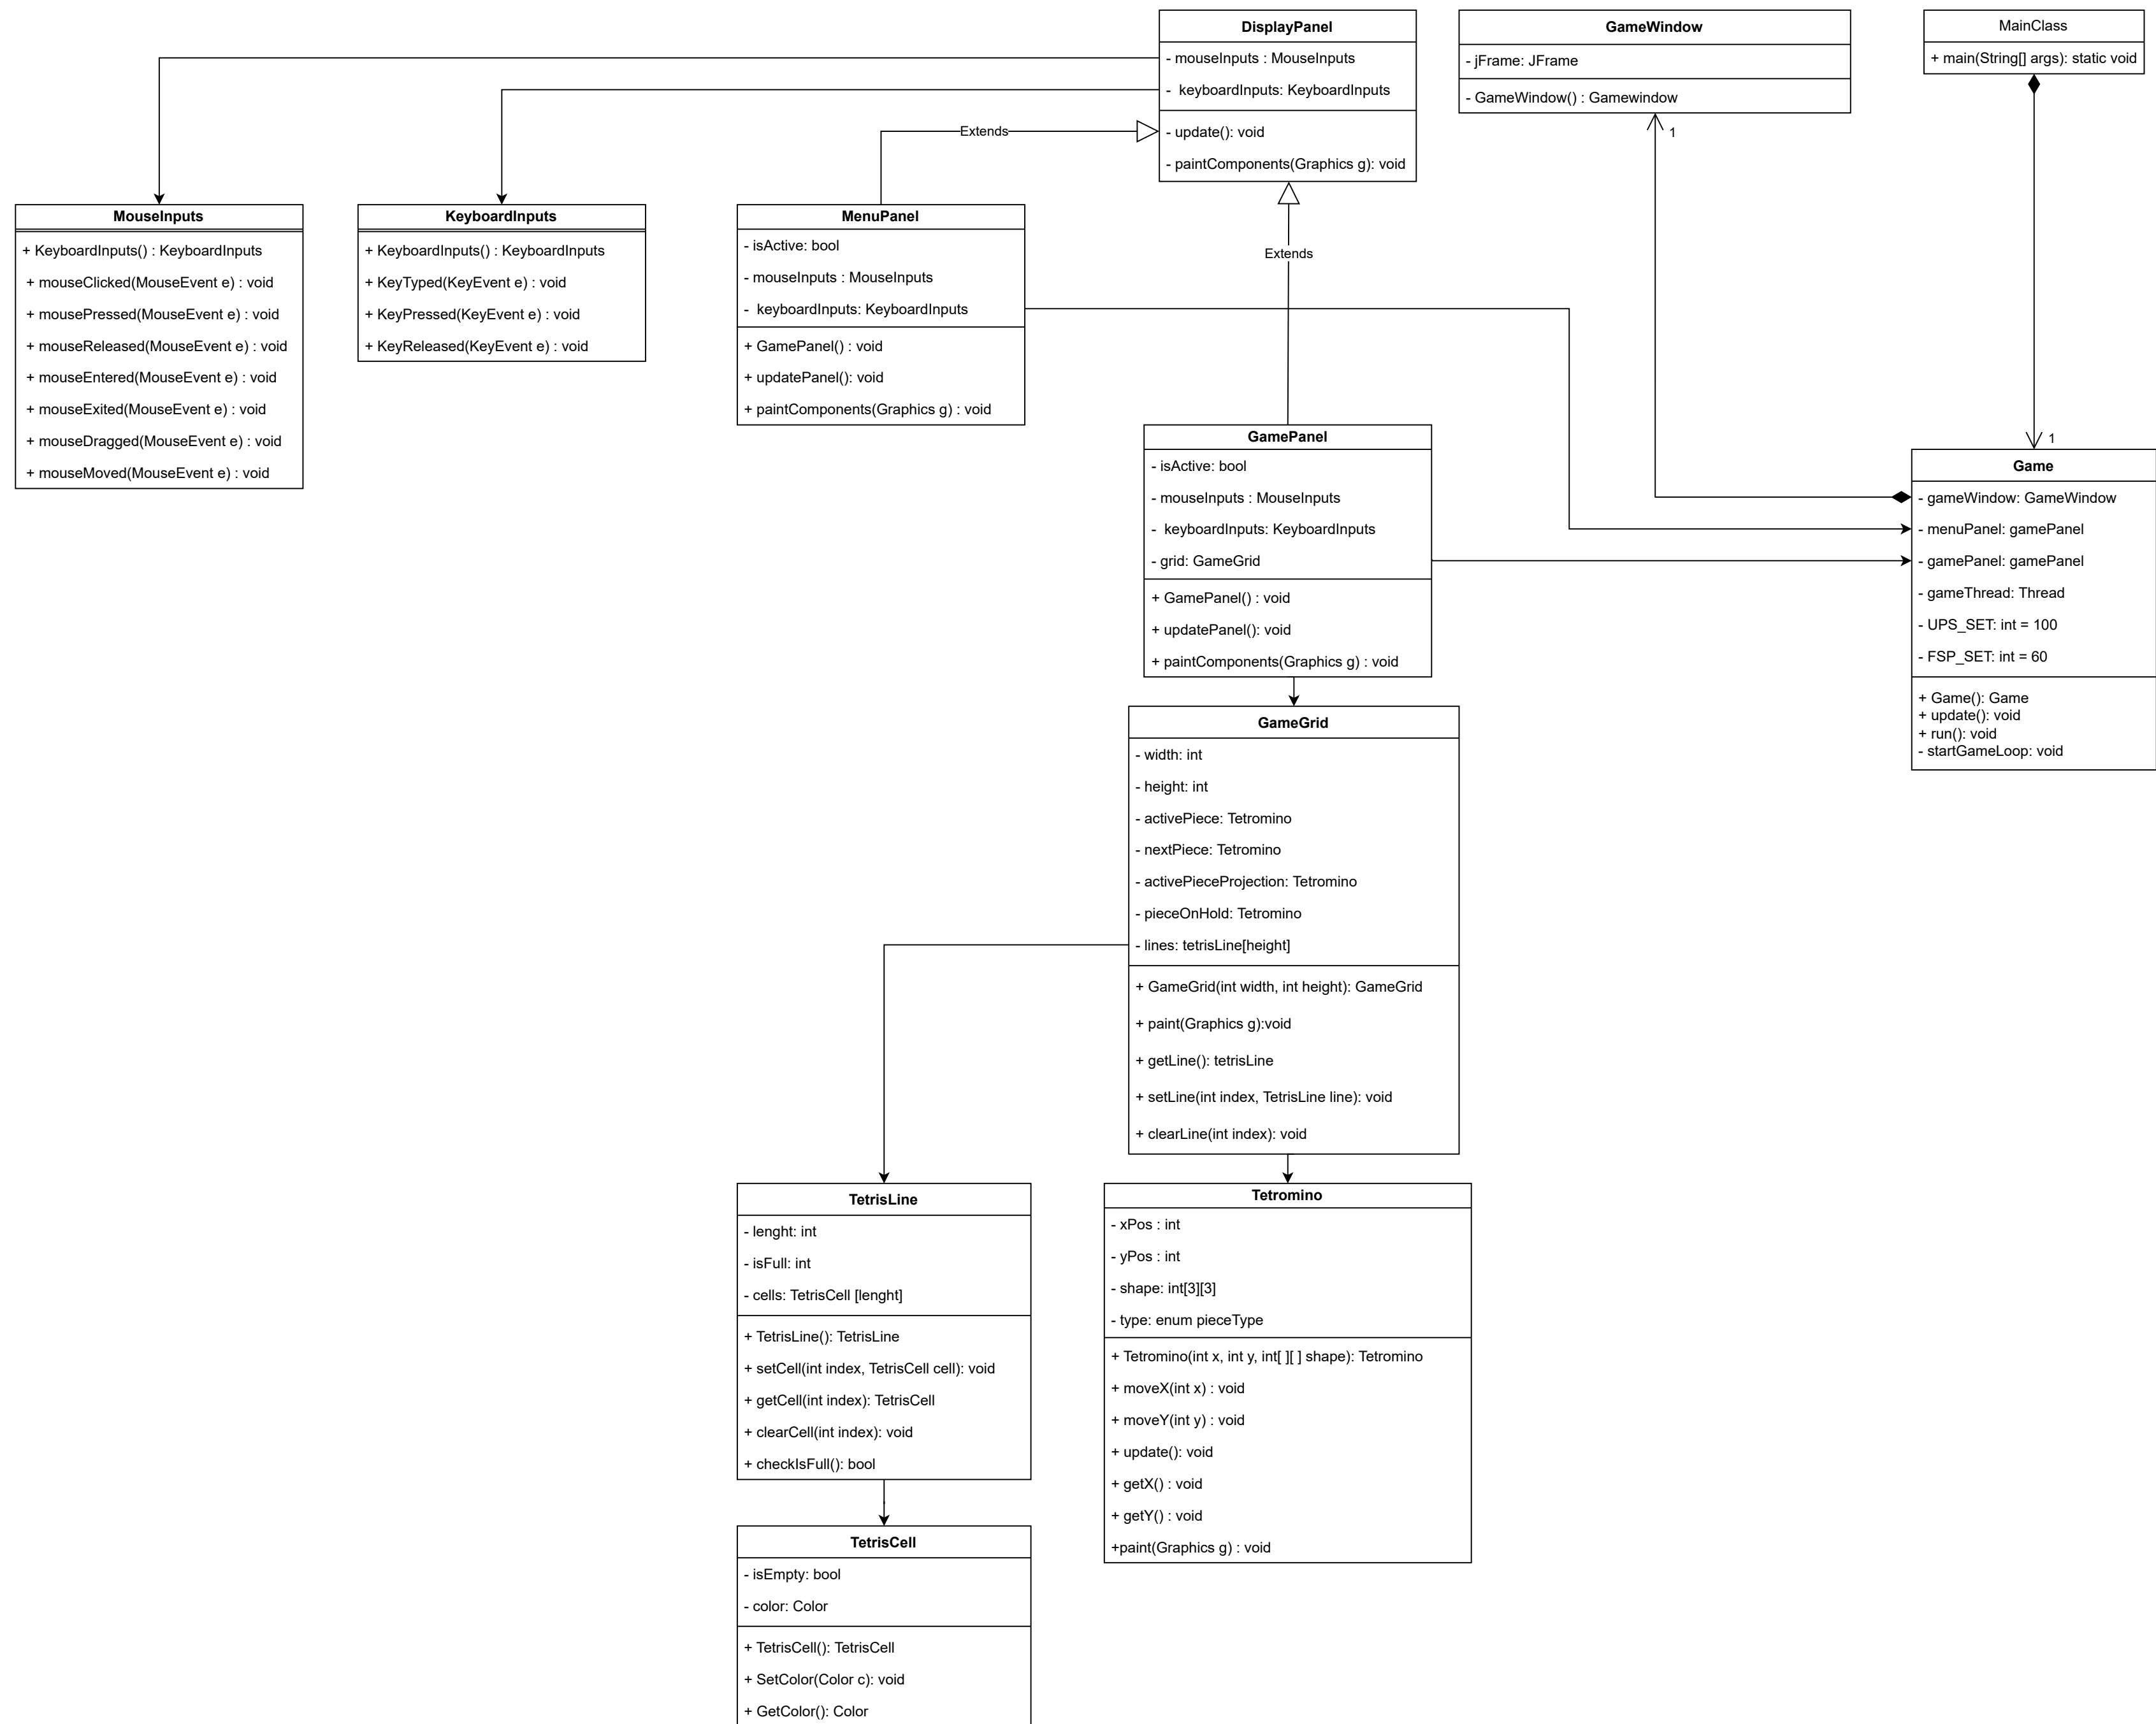 DisplayPanel
- mouseInputs : MouseInputs
-  keyboardInputs: KeyboardInputs
- update(): void
- paintComponents(Graphics g): void
GameWindow
- jFrame: JFrame
- GameWindow() : Gamewindow
1
MainClass
+ main(String[] args): static void
Extends
Extends
MouseInputs
+ KeyboardInputs() : KeyboardInputs
+ mouseClicked(MouseEvent e) : void
+ mousePressed(MouseEvent e) : void
+ mouseReleased(MouseEvent e) : void
+ mouseEntered(MouseEvent e) : void
+ mouseExited(MouseEvent e) : void
+ mouseDragged(MouseEvent e) : void
+ mouseMoved(MouseEvent e) : void
KeyboardInputs
+ KeyboardInputs() : KeyboardInputs
+ KeyTyped(KeyEvent e) : void
+ KeyPressed(KeyEvent e) : void
+ KeyReleased(KeyEvent e) : void
MenuPanel
- isActive: bool
- mouseInputs : MouseInputs
-  keyboardInputs: KeyboardInputs
+ GamePanel() : void
+ updatePanel(): void
+ paintComponents(Graphics g) : void
GamePanel
- isActive: bool
- mouseInputs : MouseInputs
-  keyboardInputs: KeyboardInputs
- grid: GameGrid
+ GamePanel() : void
+ updatePanel(): void
+ paintComponents(Graphics g) : void
1
Game
- gameWindow: GameWindow
- menuPanel: gamePanel
- gamePanel: gamePanel
- gameThread: Thread
- UPS_SET: int = 100
- FSP_SET: int = 60
+ Game(): Game
+ update(): void
+ run(): void
- startGameLoop: void
GameGrid
- width: int
- height: int
- activePiece: Tetromino
- nextPiece: Tetromino
- activePieceProjection: Tetromino
- pieceOnHold: Tetromino
- lines: tetrisLine[height]
+ GameGrid(int width, int height): GameGrid
+ paint(Graphics g):void
+ getLine(): tetrisLine
+ setLine(int index, TetrisLine line): void
+ clearLine(int index): void
TetrisLine
- lenght: int
- isFull: int
- cells: TetrisCell [lenght]
+ TetrisLine(): TetrisLine
+ setCell(int index, TetrisCell cell): void
+ getCell(int index): TetrisCell
+ clearCell(int index): void
+ checkIsFull(): bool
Tetromino
- xPos : int
- yPos : int
- shape: int[3][3]
- type: enum pieceType
+ Tetromino(int x, int y, int[ ][ ] shape): Tetromino
+ moveX(int x) : void
+ moveY(int y) : void
+ update(): void
+ getX() : void
+ getY() : void
+paint(Graphics g) : void
TetrisCell
- isEmpty: bool
- color: Color
+ TetrisCell(): TetrisCell
+ SetColor(Color c): void
+ GetColor(): Color